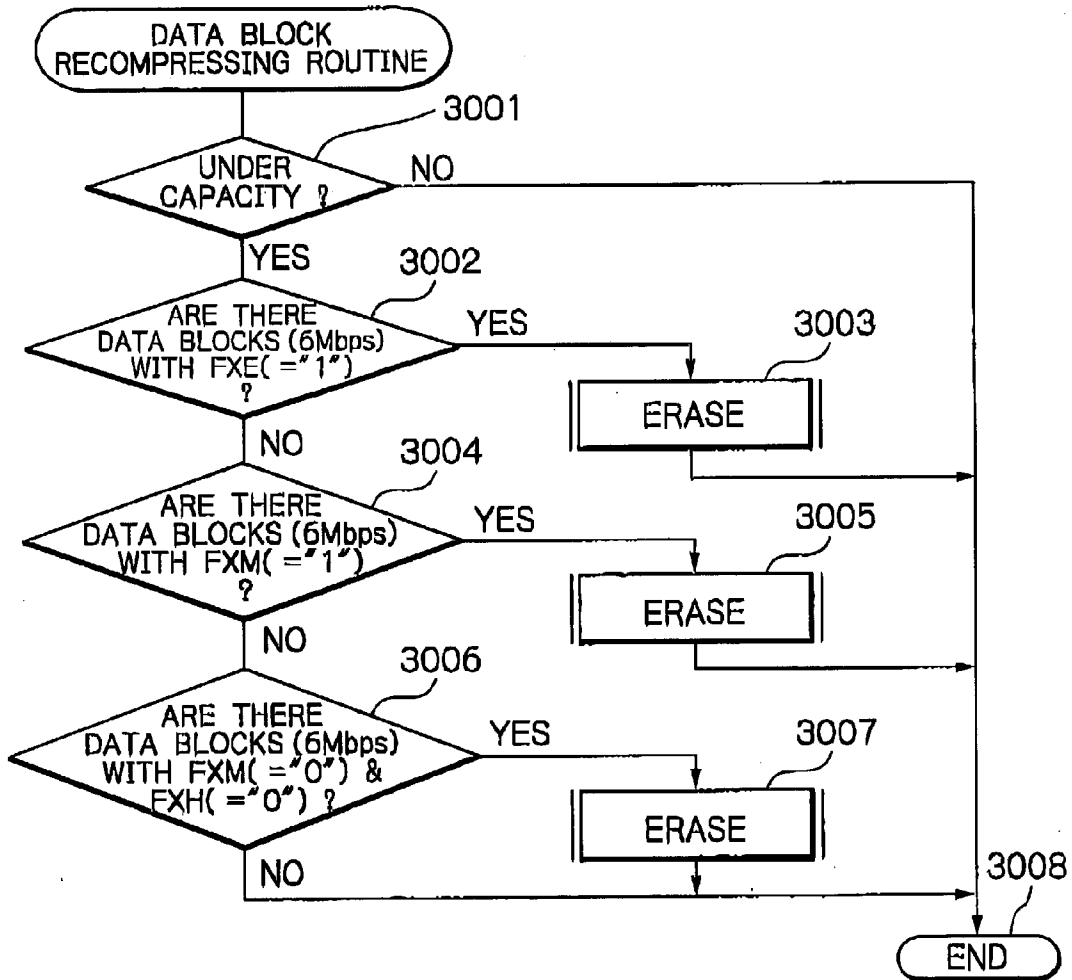 DATA BLOCK
RECOMPRESSING ROUTINE
3001
UNDER
CAPACITY ?
NO
YES
3002
ARE THERE
DATA BLOCKS (6Mbps)
WITH FXE( ="1")
?
YES
3003
ERASE
NO
3004
ARE THERE
DATA BLOCKS (6Mbps)
WITH FXM( ="1")
?
YES
3005
ERASE
NO
3006
ARE THERE
DATA BLOCKS (6Mbps)
WITH FXM( ="0") &
FXH( ="0") ?
YES
3007
ERASE
NO
3008
END